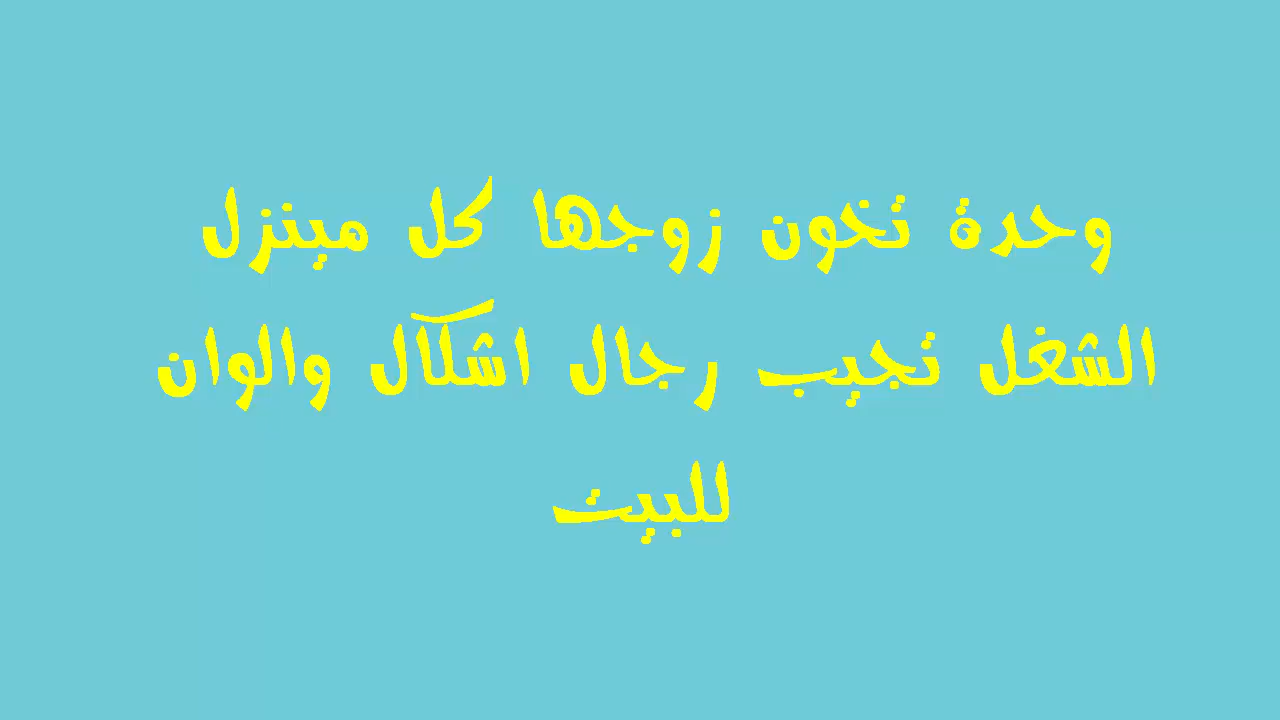 وحدة تخون زوجها كل مينزل
الشغل تجيب رجال اشكال والوان
للبيت